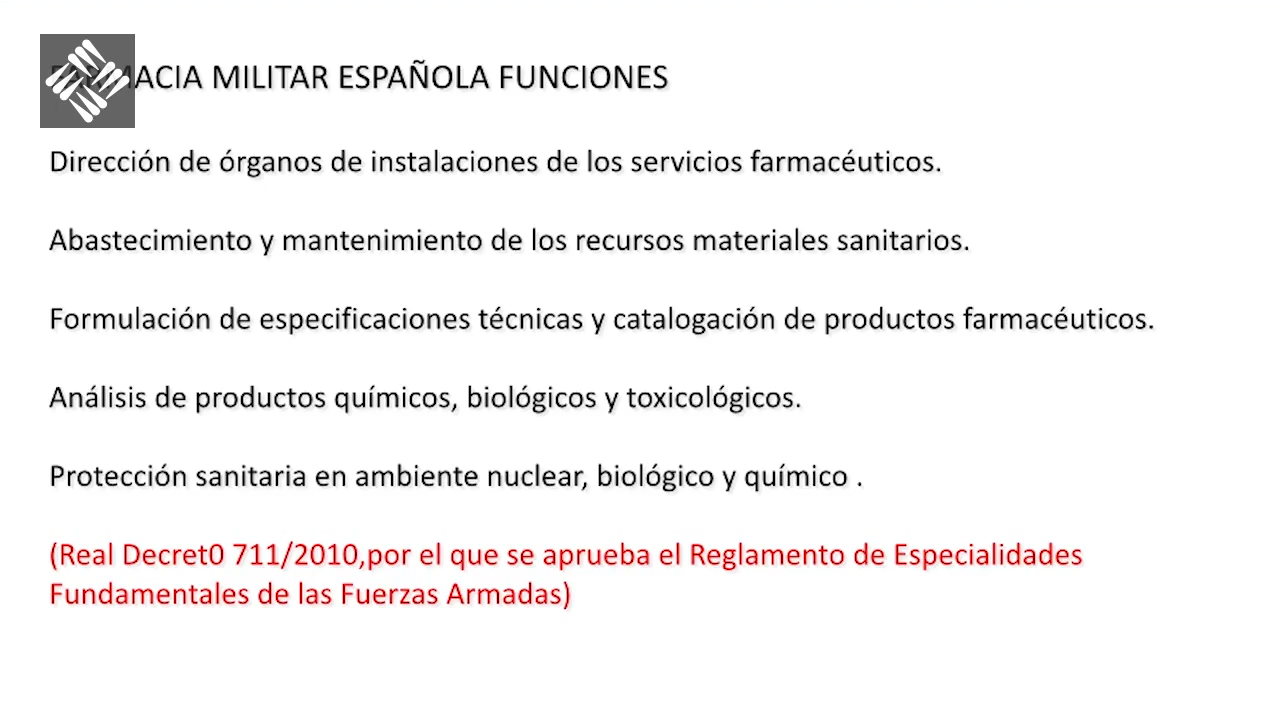 FARMACIA MILITAR ESPAÑOLA FUNCIONES
Dirección de órganos de instalaciones de los servicios farmacéuticos.
Abastecimiento y mantenimiento de los recursos materiales sanitarios.
Formulación de especificaciones técnicas y catalogación de productos farmacéuticos.
Análisis de productos químicos, biológicos y toxicológicos.
Protección sanitaria en ambiente nuclear, biológico y químico .
(Real Decret0 711/2010,por el que se aprueba el Reglamento de Especialidades
Fundamentales de las Fuerzas Armadas)